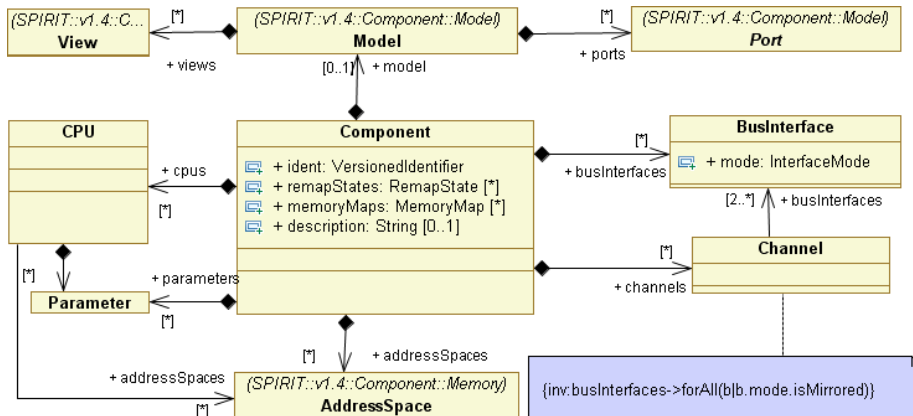 (SPIRIT::v1.4::C...
View
[*]
+ views
(SPIRIT::v1.4::Component::Model)
Model
[*]
+ ports
(SPIRIT::v1.4::Component::Model)
Port
[0..1]
+ model
CPU
+ cpus
[*]
Component
+ ident: VersionedIdentifier
+ remapStates: RemapState [*]
+ memoryMaps: MemoryMap [*]
+ description: String [0..1]
[*]
+ busInterfaces
BusInterface
+ mode: InterfaceMode
[2..*]
+ busInterfaces
Channel
[*]
+ channels
[*]
Parameter
+ parameters
[*]
[*]
+ addressSpaces
+ addressSpaces
[*]
(SPIRIT::v1.4::Component::Memory)
AddressSpace
{inv:busInterfaces->forAll(b|b.mode.isMirrored)}